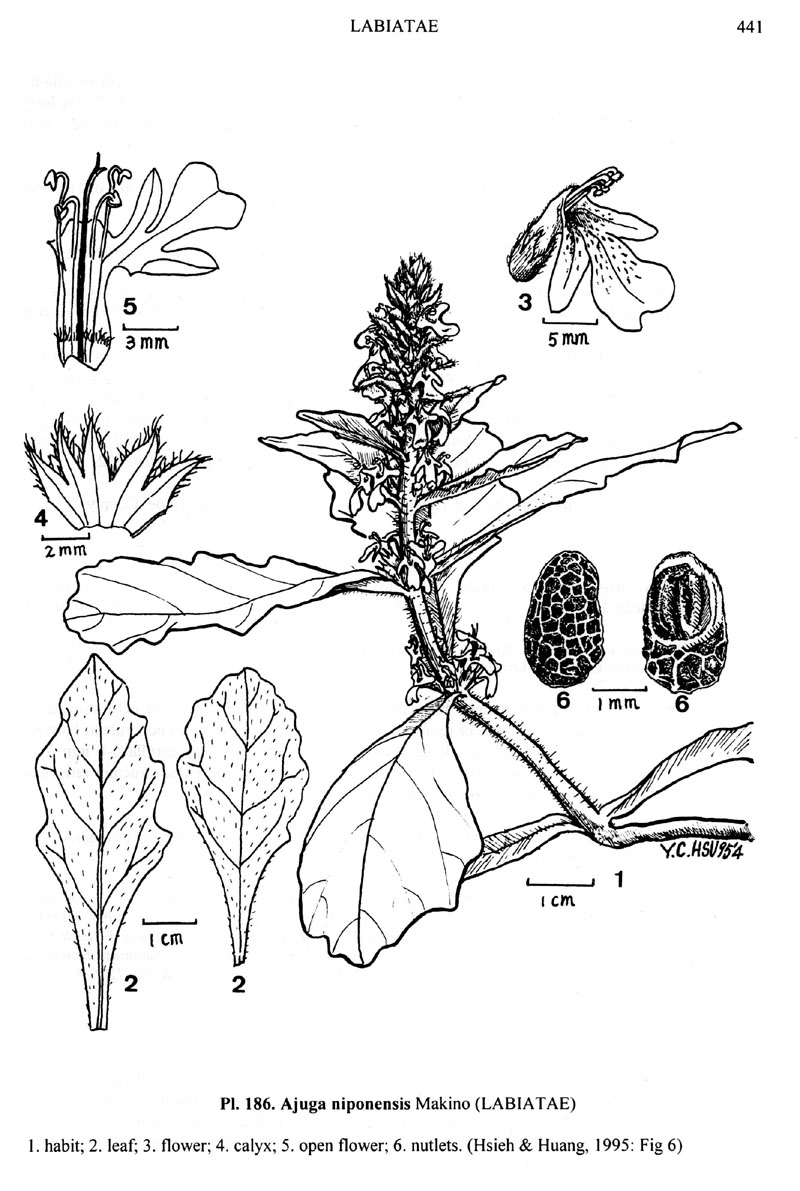 LABIATAE 441
5
3 mm
3
5 mm
4
2 mm
6 1 mm 6
Y.C.HSU 95'4
1 cm 1
1 cm
2 2
Pl. 186. Ajuga niponensis Makino (LABIATAE)
1. habit; 2. leaf; 3. flower; 4. calyx; 5. open flower; 6. nutlets. (Hsieh & Huang, 1995: Fig 6)